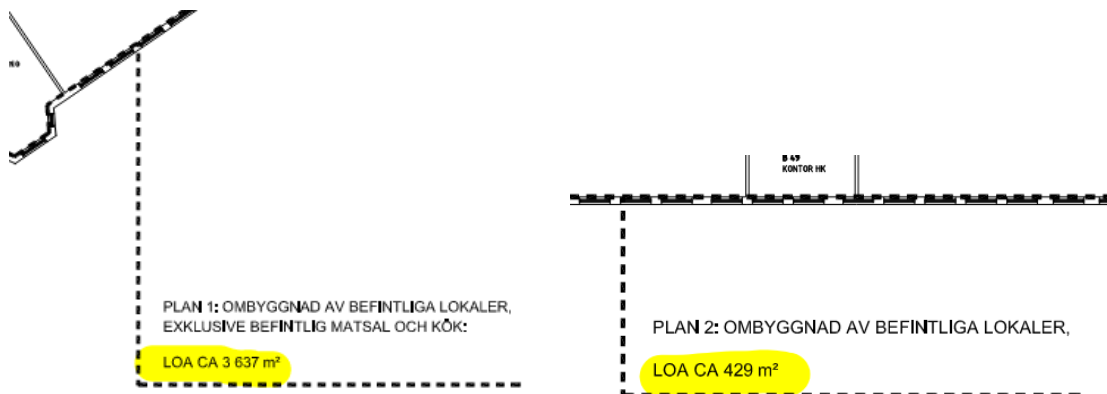 PLAN 1: OMBYGGNAD AV BEFINTLIGA LOKALER,
EXKLUSIVE BEFINTLIG MATSAL OCH KÖK:
LOA CA 3 637 m²
B 49
KONTOR HK
PLAN 2: OMBYGGNAD AV BEFINTLIGA LOKALER,
LOA CA 429 m²